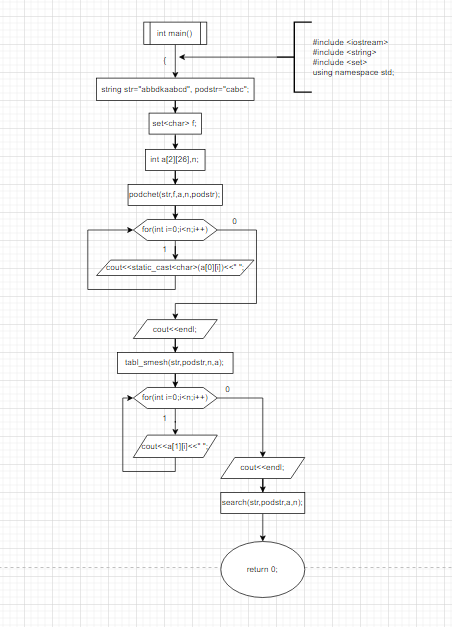 int main()
#include <iostream>
#include <string>
#include <set>
using namespace std;
{
string str="abbdkaabcd", podstr="cabc";
set<char> f;
int a[2][26],n;
podchet(str,f,a,n,podstr);
for(int i=0;i<n;i++)
0
1
cout<<static_cast<char>(a[0][i])<<" ";
cout<<endl;
tabl_smesh(str,podstr,n,a);
for(int i=0;i<n;i++)
0
1
cout<<a[1][i]<<" ";
cout<<endl;
search(str,podstr,a,n);
return 0;